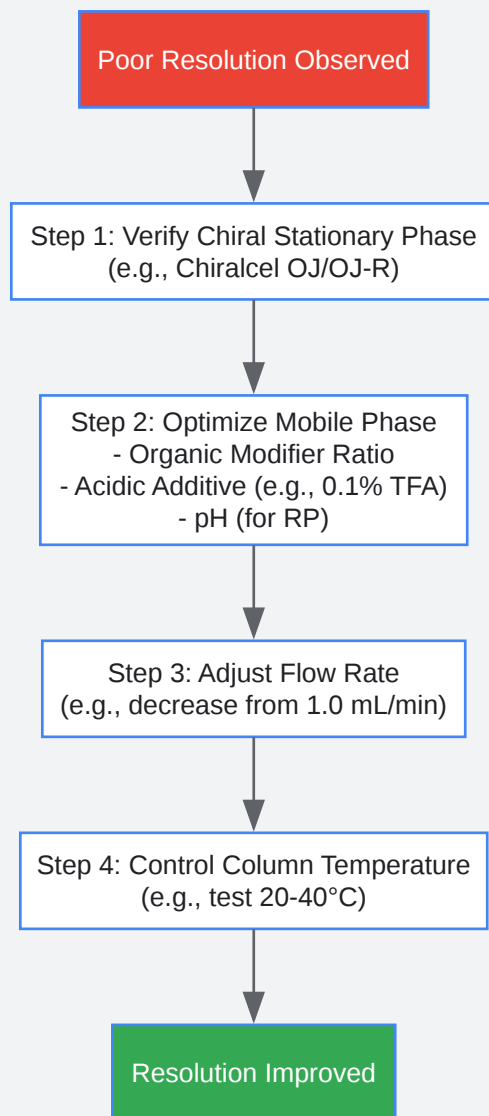 Poor Resolution Observed
Step 1: Verify Chiral Stationary Phase
(e.g., Chiralcel OJ/OJ-R)
Step 2: Optimize Mobile Phase
- Organic Modifier Ratio
- Acidic Additive (e.g., 0.1% TFA)
- pH (for RP)
Step 3: Adjust Flow Rate
(e.g., decrease from 1.0 mL/min)
Step 4: Control Column Temperature
(e.g., test 20-40°C)
Resolution Improved